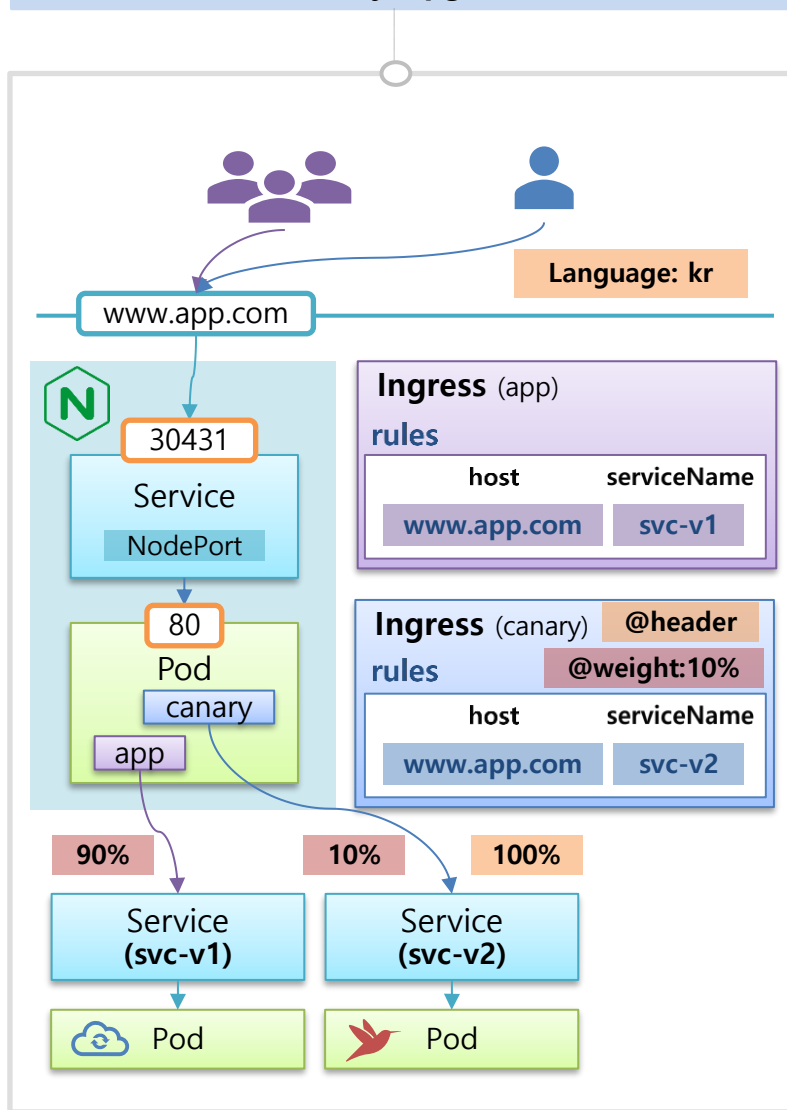 Language: kr
www.app.com
N
30431
Service
NodePort
80
Pod
canary
app
Ingress (app)
rules
host serviceName
www.app.com svc-v1
Ingress (canary) @header
rules @weight:10%
host serviceName
www.app.com svc-v2
90% 10% 100%
Service
(svc-v1)
Service
(svc-v2)
Pod
Pod